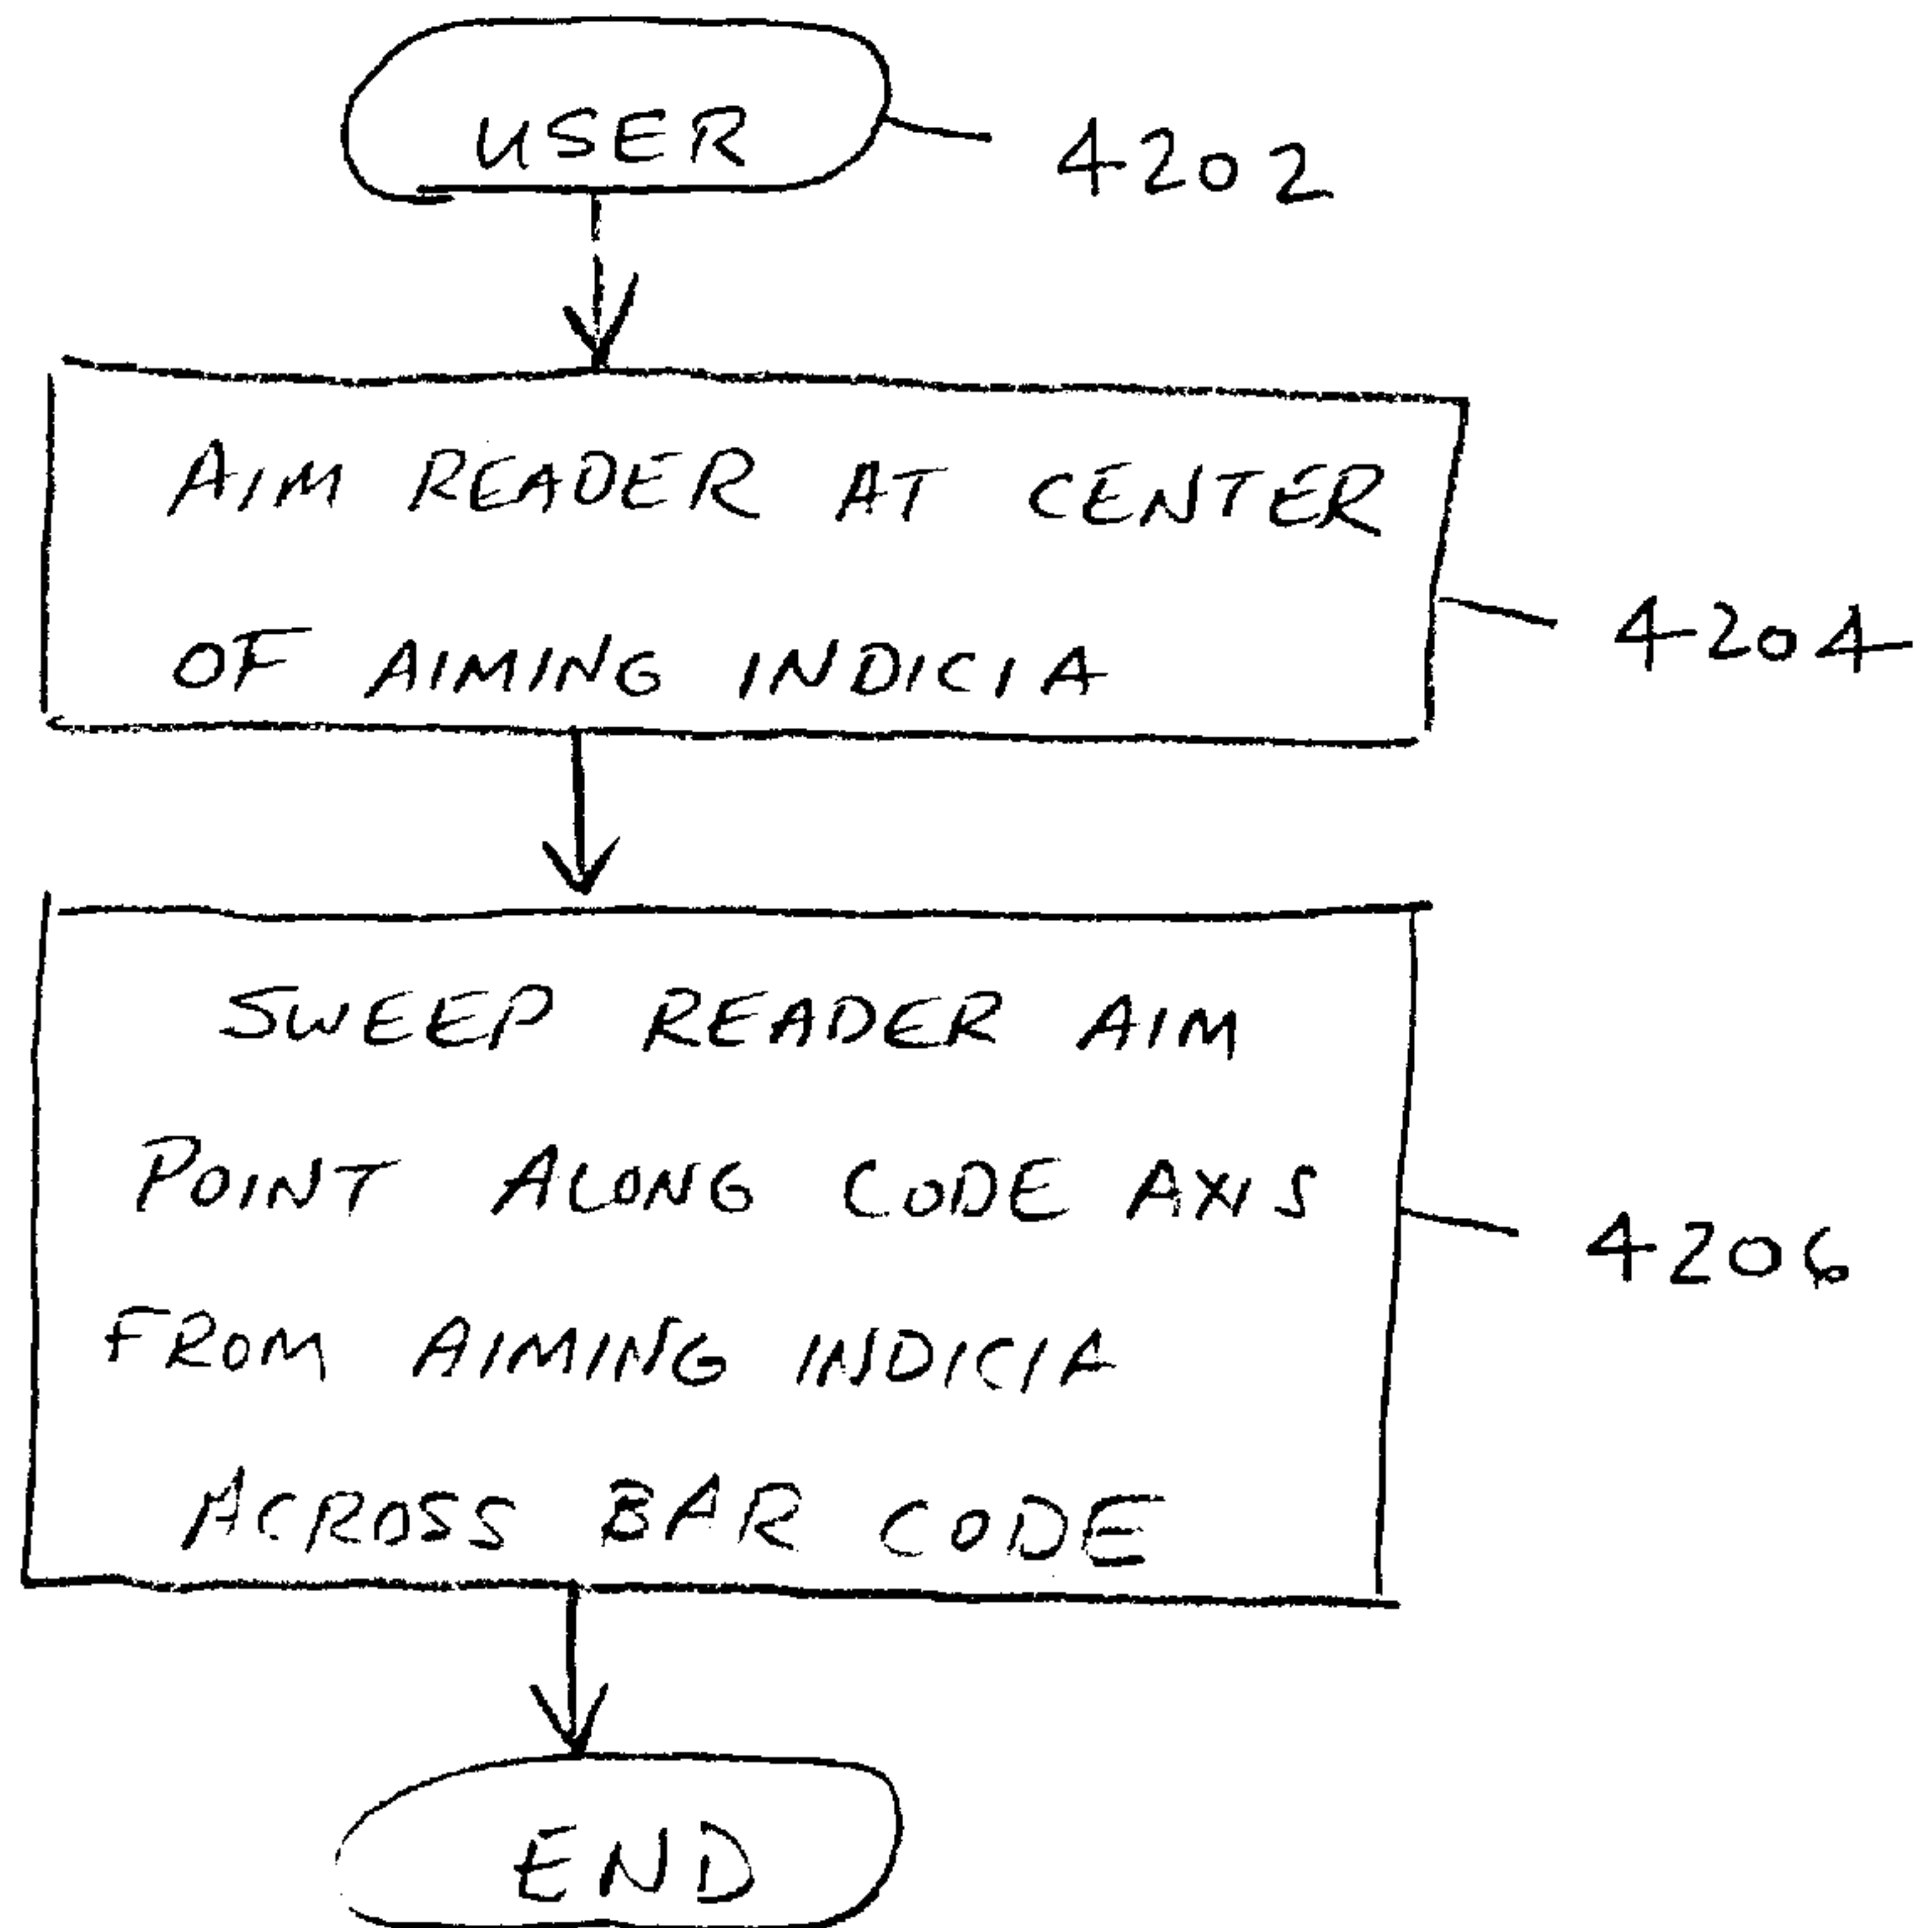 USER
4202
AIM READER AT CENTER
OF AIMING INDICIA
4204
SWEEP READER AIM
POINT ALONG CODE AXIS
FROM AIMING INDICIA
ACROSS BAR CODE
4206
END